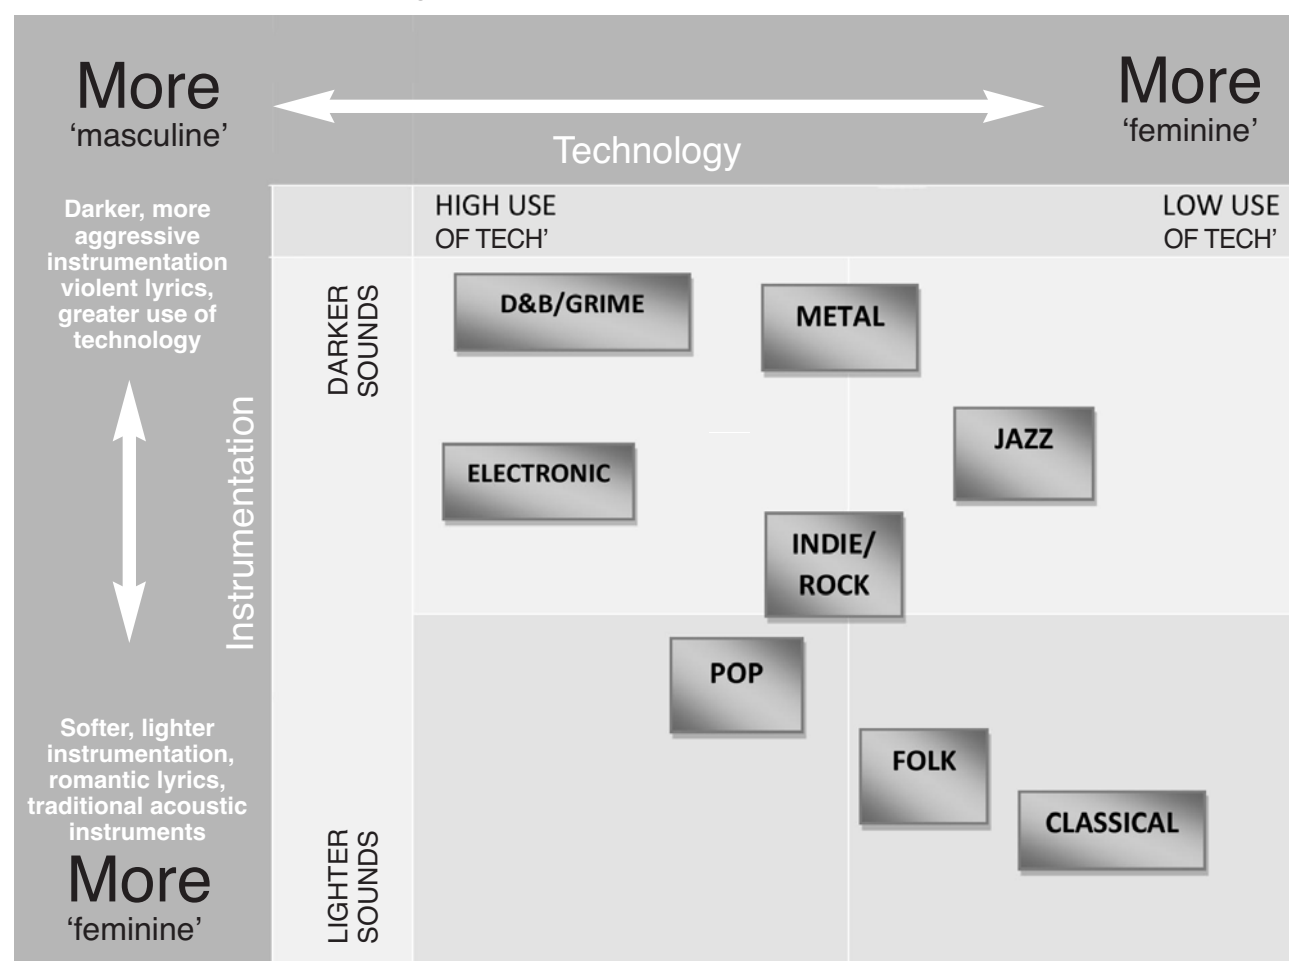 More
‘masculine’
More
‘feminine’
Technology
Darker, more
aggressive
instrumentation
violent lyrics,
greater use of
technology
HIGH USE
OF TECH’
LOW USE
OF TECH’
Instrumentation
DARKER
SOUNDS
D&B/GRIME
METAL
JAZZ
ELECTRONIC
INDIE/
ROCK
POP
FOLK
CLASSICAL
Softer, lighter
instrumentation,
romantic lyrics,
traditional acoustic
instruments
More
‘feminine’
LIGHTER
SOUNDS